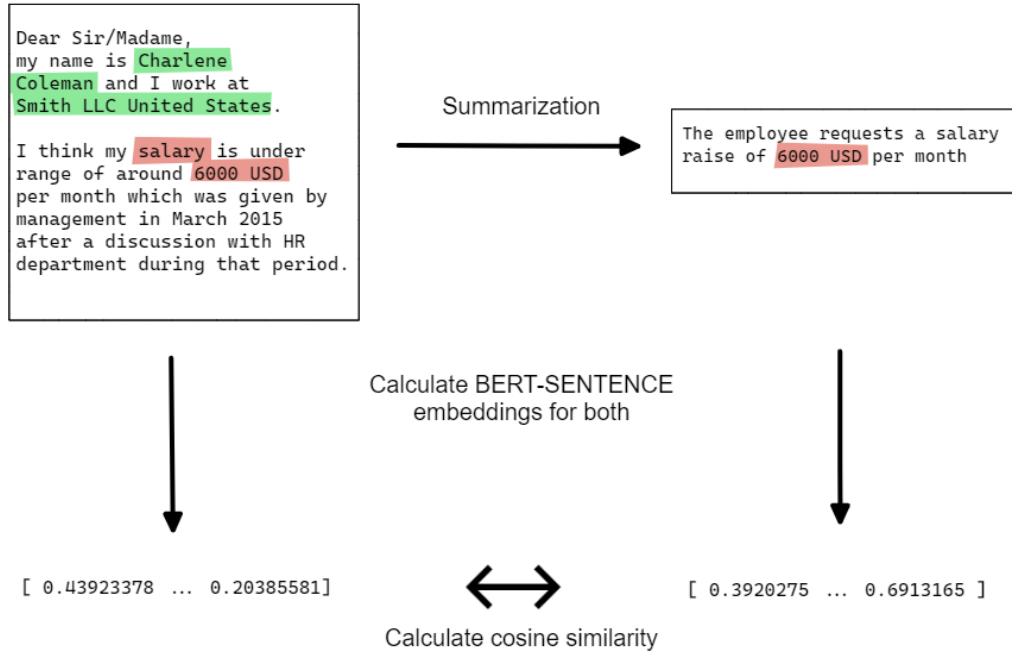 Dear Sir/Madame,
my name is Charlene
Coleman and I work at
Smith LLC United States.
I think my salary is under
range of around 6000 USD
per month which was given by
management in March 2015
after a discussion with HR
department during that period.
Summarization
The employee requests a salary
raise of 6000 USD per month
Calculate BERT-SENTENCE
embeddings for both
[ 0.43923378 ... 0.20385581]
[ 0.3920275 ... 0.6913165 ]
Calculate cosine similarity